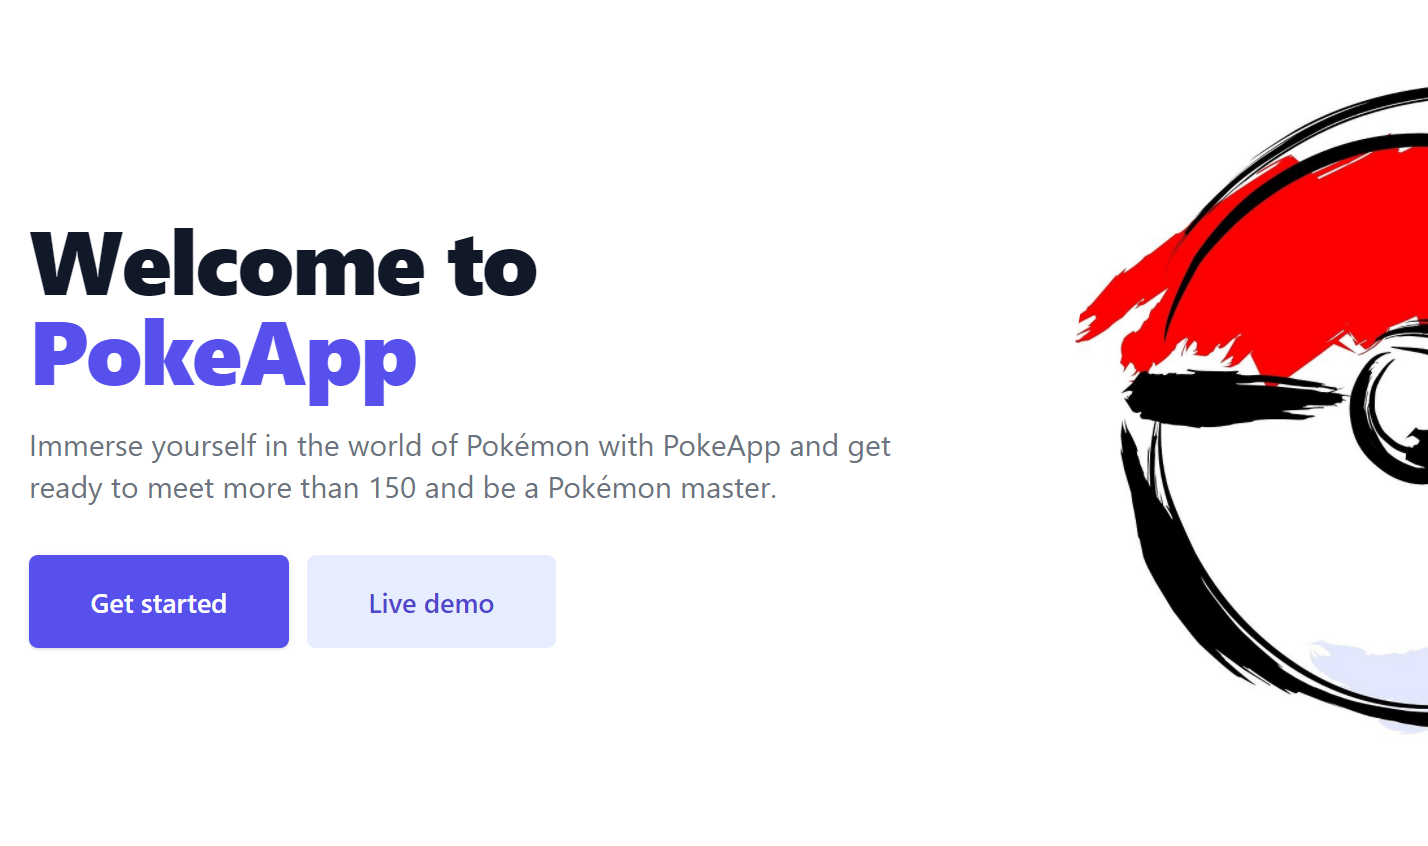 Welcome to
PokeApp
Immerse yourself in the world of Pokémon with PokeApp and get
ready to meet more than 150 and be a Pokémon master.
Get started
Live demo